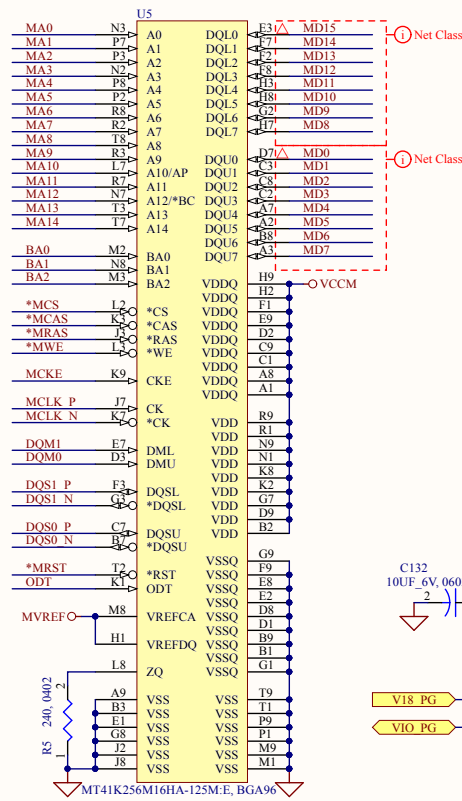 U5
MA0 N3 A0 DQL0 E3 MD15
Net Class
MA1 P7 A1 DQL1 F7 MD14
MA2 P3 A2 DQL2 F2 MD13
MA3 N2 A3 DQL3 F8 MD12
MA4 P8 A4 DQL4 H3 MD11
MA5 P2 A5 DQL5 H8 MD10
MA6 R8 A6 DQL6 G2 MD9
MA7 R2 A7 DQL7 H7 MD8
MA8 T8 A8
MA9 R3 A9 DQU0 D7 MD0
Net Class
MA10 L7 A10/AP DQU1 C3 MD1
MA11 R7 A11 DQU2 C8 MD2
MA12 N7 A12/*BC DQU3 C2 MD3
MA13 T3 A13 DQU4 A7 MD4
MA14 T7 A14 DQU5 A2 MD5
DQU6 B8 MD6
BA0 M2 BA0 DQU7 A3 MD7
BA1 N8 BA1
BA2 M3 BA2 VDDQ H9 VCCM
VDDQ H2
*MCS L2 *CS VDDQ F1
*MCAS K3 *CAS VDDQ E9
*MRAS J3 *RAS VDDQ D2
*MWE L3 *WE VDDQ C9
VDDQ C1
MCKE K9 CKE VDDQ A8
VDDQ A1
MCLK_P J7 CK
MCLK_N K7 *CK VDD R9
VDD R1
DQM1 E7 DML VDD N9
DQM0 D3 DMU VDD N1
VDD K8
DQS1_P F3 DQSL VDD K2
DQS1_N G3 *DQSL VDD G7
VDD D9
DQS0_P C7 DQSU VDD B2
DQS0_N B7 *DQSU
VSSQ G9
*MRST T2 *RST VSSQ F9
ODT K1 ODT VSSQ E8
VSSQ E2
MVREF M8 VREFCA VSSQ D8
VSSQ D1
H1 VREFDQ VSSQ B9
VSSQ B1
L8 ZQ VSSQ G1
C132
10UF_6V, 060
2
R5 240, 0402
2
1
A9 VSS VSS T9
B3 VSS VSS T1
E1 VSS VSS P9
G8 VSS VSS P1
J2 VSS VSS M9
J8 VSS VSS M1
V18_PG
VIO_PG
MT41K256M16HA-125M:E, BGA96